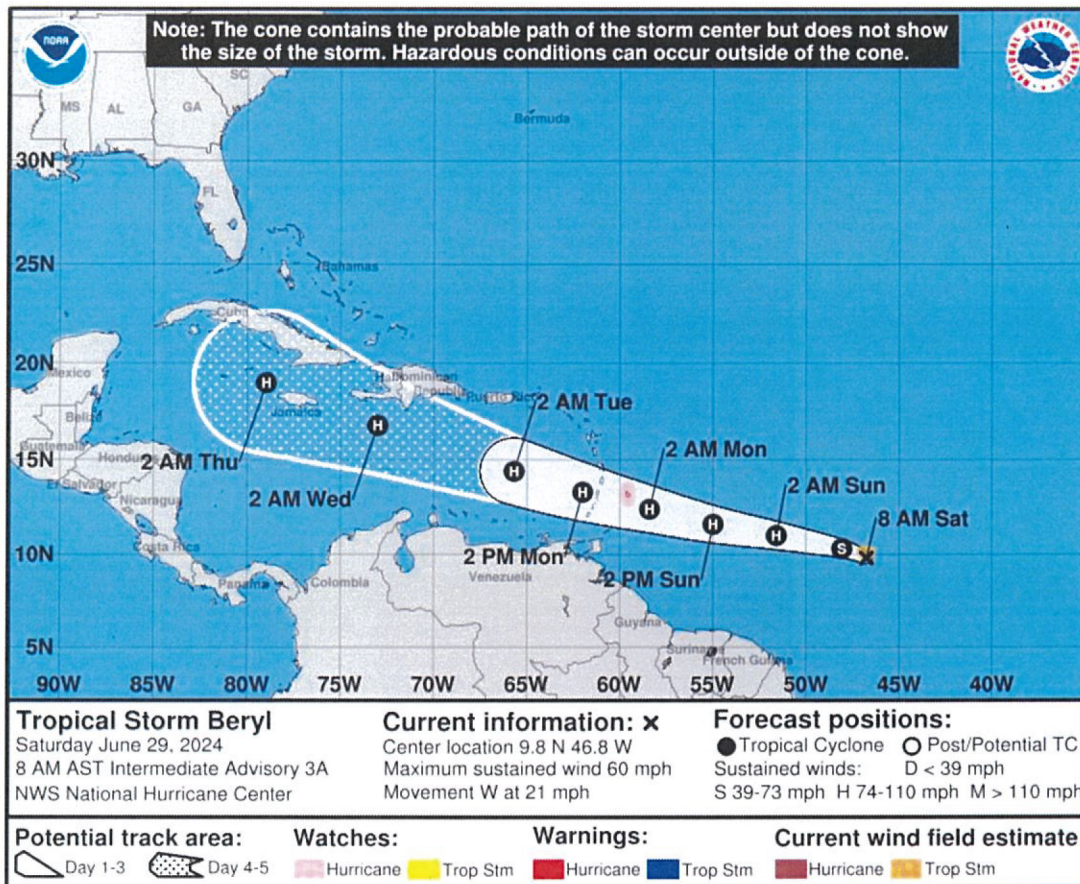 Note: The cone contains the probable path of the storm center but does not show
the size of the storm. Hazardous conditions can occur outside of the cone.
NOAA
NATIONAL WEATHER SERVICE
SC
MS AL GA
Bermuda
30N
FL
25N
Bahamas
Cuba
20N
Mexico
Dominican
Republic
Puerto Rico
Jamaica
2 AM Tue
Belize
H
H
Guatemala
Honduras
15N
2 AM Thu
H
2 AM Mon
El Salvador
Nicaragua
2 AM Wed
H
H
2 AM Sun
8 AM Sat
H
H
S
10N
Costa Rica
2 PM Mon
2 PM Sun
Panama
Colombia
Venezuela
Guyana
5N
Suriname
French Guiana
90W 85W 80W 75W 70W 65W 60W 55W 50W 45W 40W
Tropical Storm Beryl
Saturday June 29, 2024
8 AM AST Intermediate Advisory 3A
NWS National Hurricane Center
Current information: x
Center location 9.8 N 46.8 W
Maximum sustained wind 60 mph
Movement W at 21 mph
Forecast positions:
Tropical Cyclone Post/Potential TC
Sustained winds: D < 39 mph
S 39-73 mph H 74-110 mph M > 110 mph
Potential track area:
Day 1-3 Day 4-5
Watches:
Hurricane Trop Stm
Warnings:
Hurricane Trop Stm
Current wind field estimate
Hurricane Trop Stm